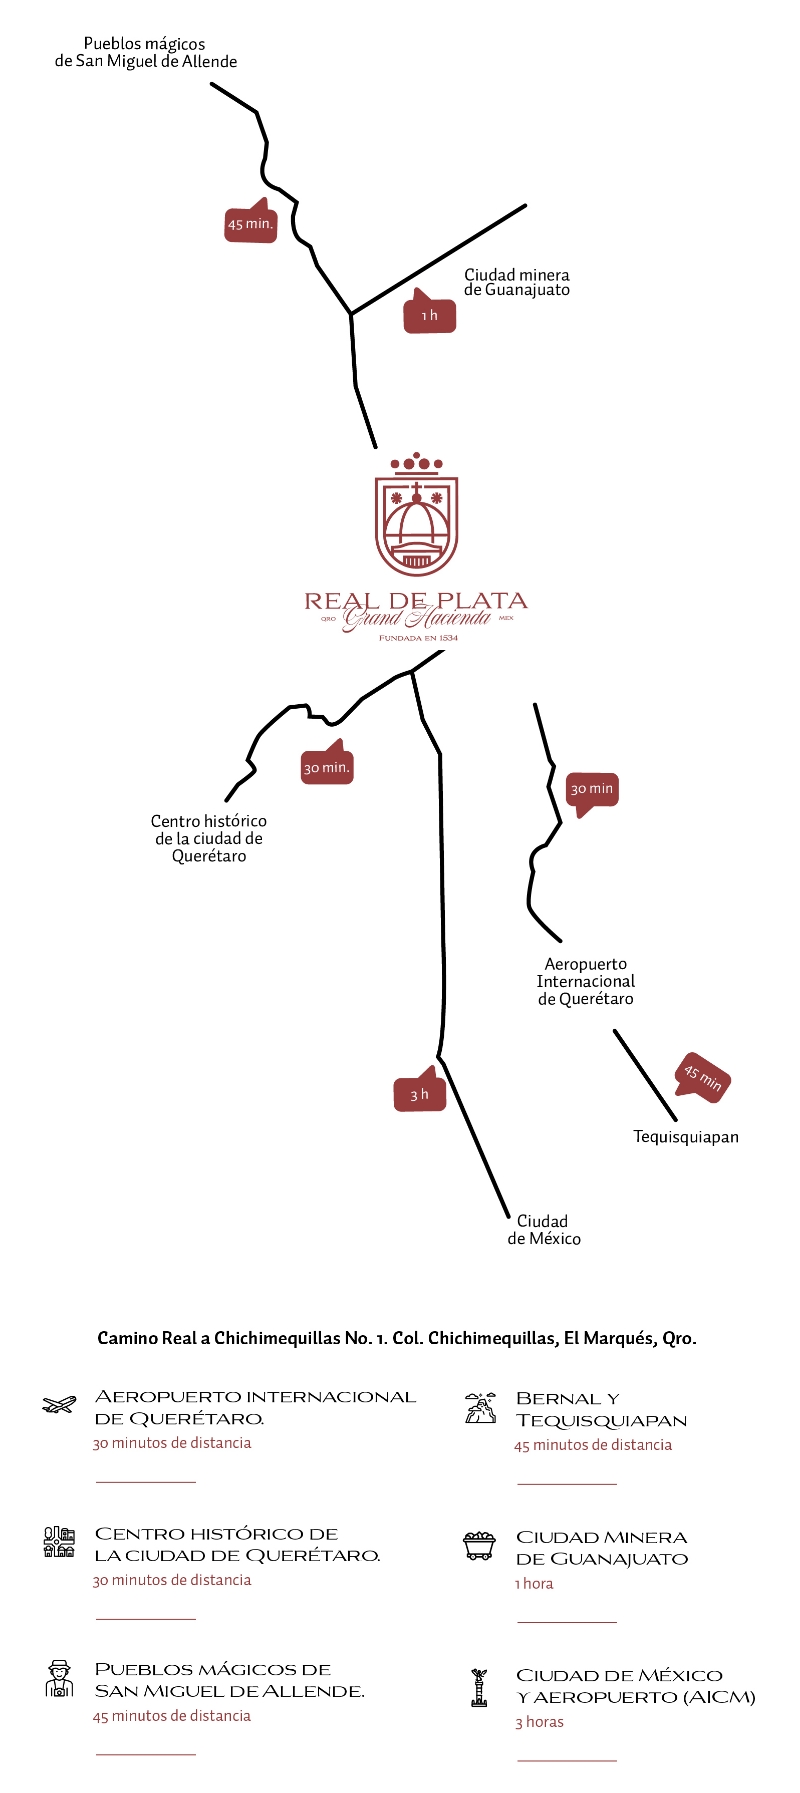 Pueblos mágicos
de San Miguel de Allende
45 min.
Ciudad minera
de Guanajuato
1 h
REAL DE PLATA
QRO Grand Hacienda MEX
FUNDADA EN 1534
30 min.
30 min
Centro histórico
de la ciudad de
Querétaro
Aeropuerto
Internacional
de Querétaro
45 min
3 h
Tequisquiapan
Ciudad
de México
Camino Real a Chichimequillas No. 1. Col. Chichimequillas, El Marqués, Qro.
Aeropuerto internacional
de Querétaro.
30 minutos de distancia
Centro histórico de
la ciudad de Querétaro.
30 minutos de distancia
Pueblos mágicos de
San Miguel de Allende.
45 minutos de distancia
Bernal y
Tequisquiapan
45 minutos de distancia
Ciudad minera
de Guanajuato
1 hora
Ciudad de México
y aeropuerto (AICM)
3 horas